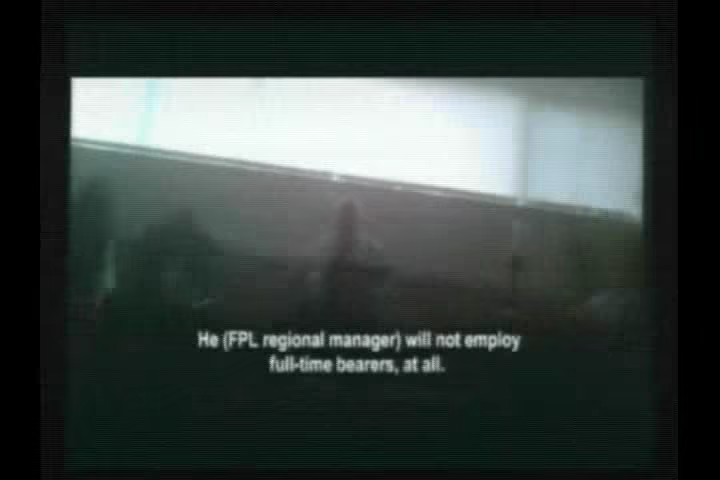 He (FPL regional manager) will not employ
full-time bearers, at all.